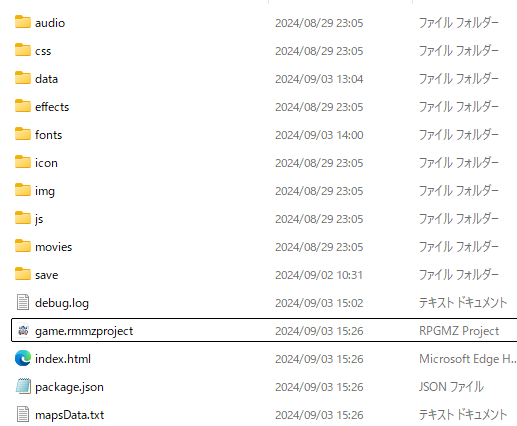 audio 2024/08/29 23:05 ファイル フォルダー
css 2024/08/29 23:05 ファイル フォルダー
data 2024/09/03 13:04 ファイル フォルダー
effects 2024/08/29 23:05 ファイル フォルダー
fonts 2024/09/03 14:00 ファイル フォルダー
icon 2024/08/29 23:05 ファイル フォルダー
img 2024/08/29 23:05 ファイル フォルダー
js 2024/08/29 23:05 ファイル フォルダー
movies 2024/08/29 23:05 ファイル フォルダー
save 2024/09/02 10:31 ファイル フォルダー
debug.log 2024/09/03 15:02 テキスト ドキュメント
game.rmmzproject 2024/09/03 15:26 RPGMZ Project
index.html 2024/09/03 15:26 Microsoft Edge H...
package.json 2024/09/03 15:26 JSON ファイル
mapsData.txt 2024/09/03 15:26 テキスト ドキュメント